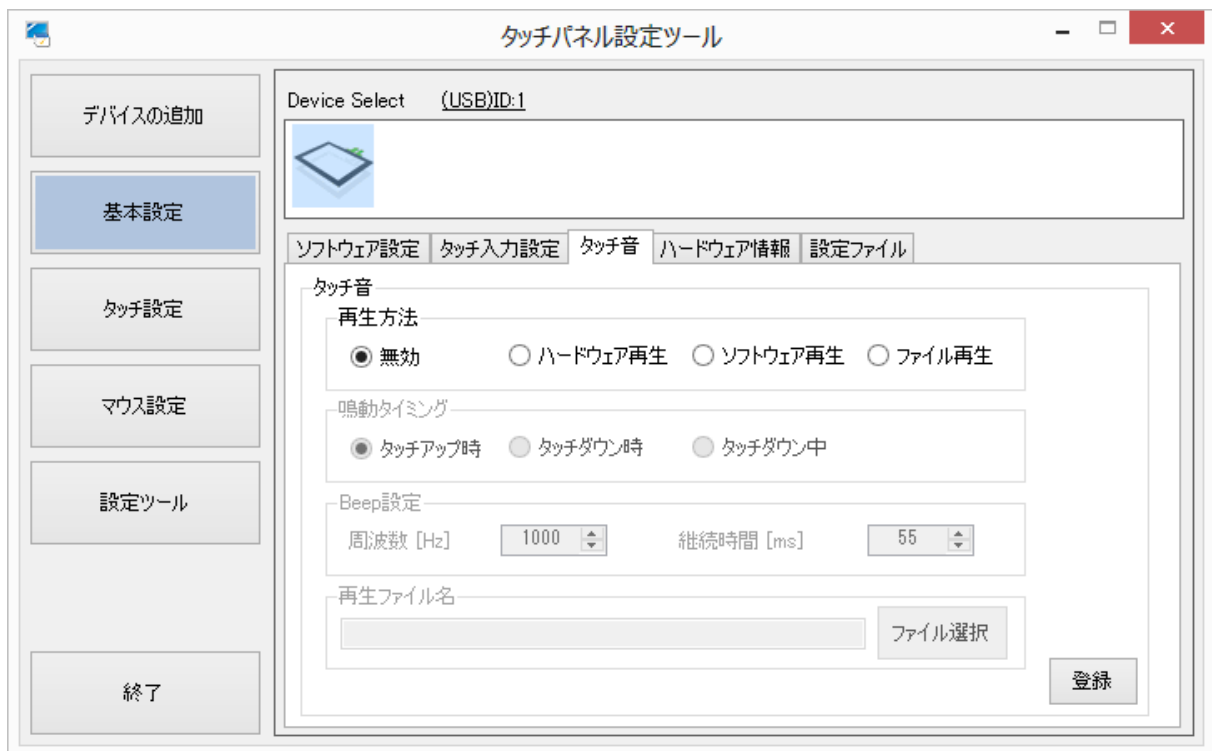 タッチパネル設定ツール
デバイスの追加
基本設定
タッチ設定
マウス設定
設定ツール
終了
Device Select (USB)ID:1
ソフトウェア設定 タッチ入力設定 タッチ音 ハードウェア情報 設定ファイル
タッチ音
再生方法
無効 ハードウェア再生 ソフトウェア再生 ファイル再生
鳴動タイミング
タッチアップ時 タッチダウン時 タッチダウン中
Beep設定
周波数 [Hz] 1000 継続時間 [ms] 55
再生ファイル名
ファイル選択
登録